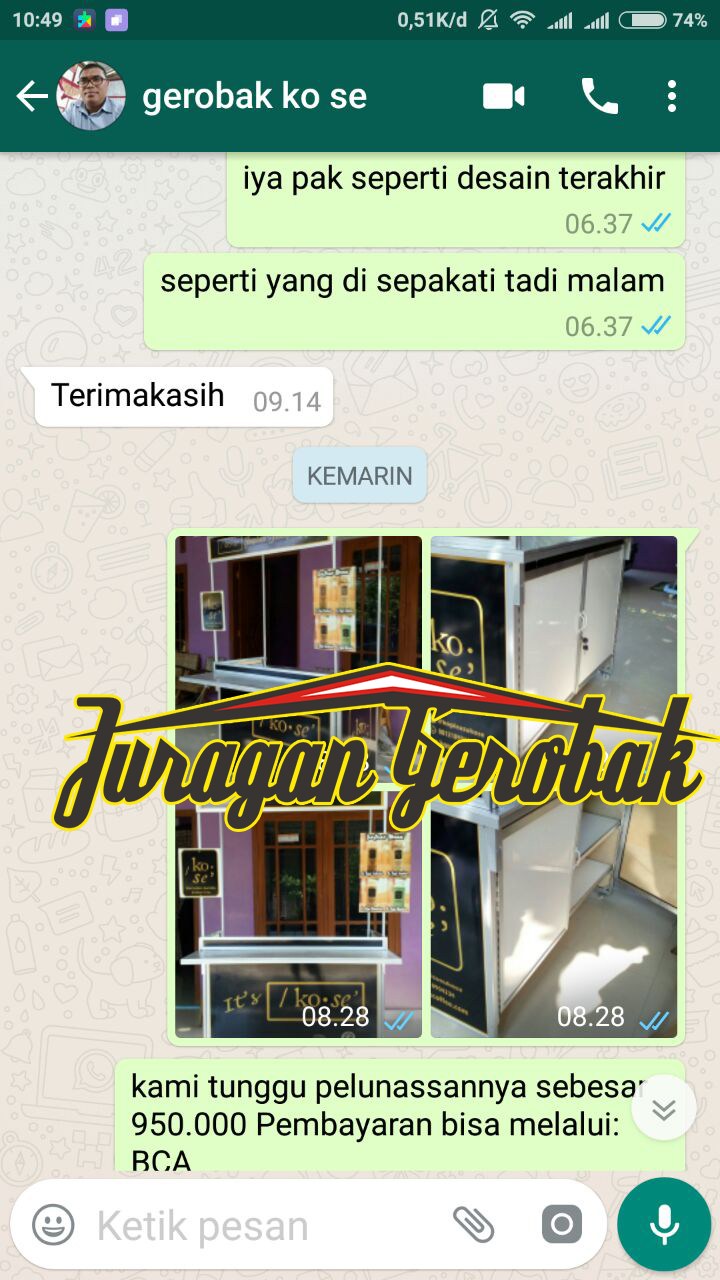 10:49
0,51K/d
74%
gerobak ko se
iya pak seperti desain terakhir
06.37
seperti yang di sepakati tadi malam
06.37
Terimakasih 09.14
KEMARIN
ko.
se'
/ ko•se'
Juragan Gerobak
ko.
se'
It's / ko•se'
08.28
08.28
kami tunggu pelunassannya sebesar
950.000 Pembayaran bisa melalui:
BCA
Ketik pesan